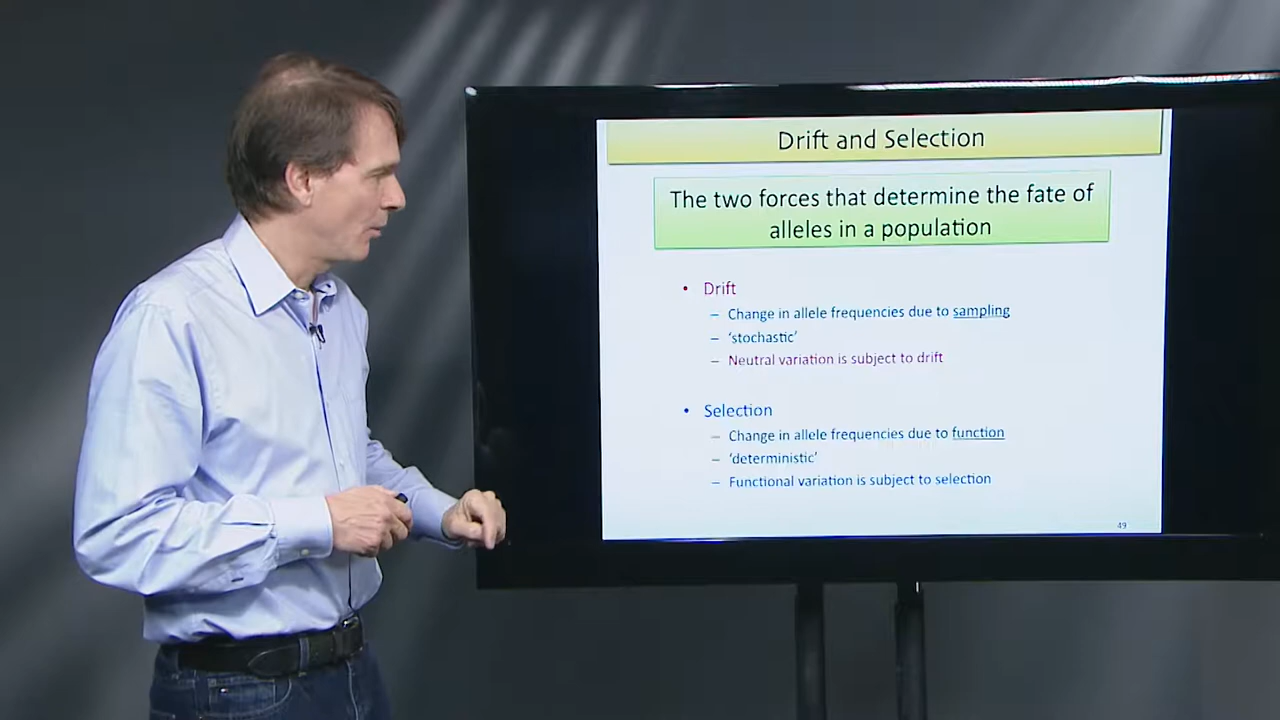 Drift and Selection
The two forces that determine the fate of
alleles in a population
• Drift
– Change in allele frequencies due to sampling
– ‘stochastic’
– Neutral variation is subject to drift
• Selection
– Change in allele frequencies due to function
– ‘deterministic’
– Functional variation is subject to selection
49